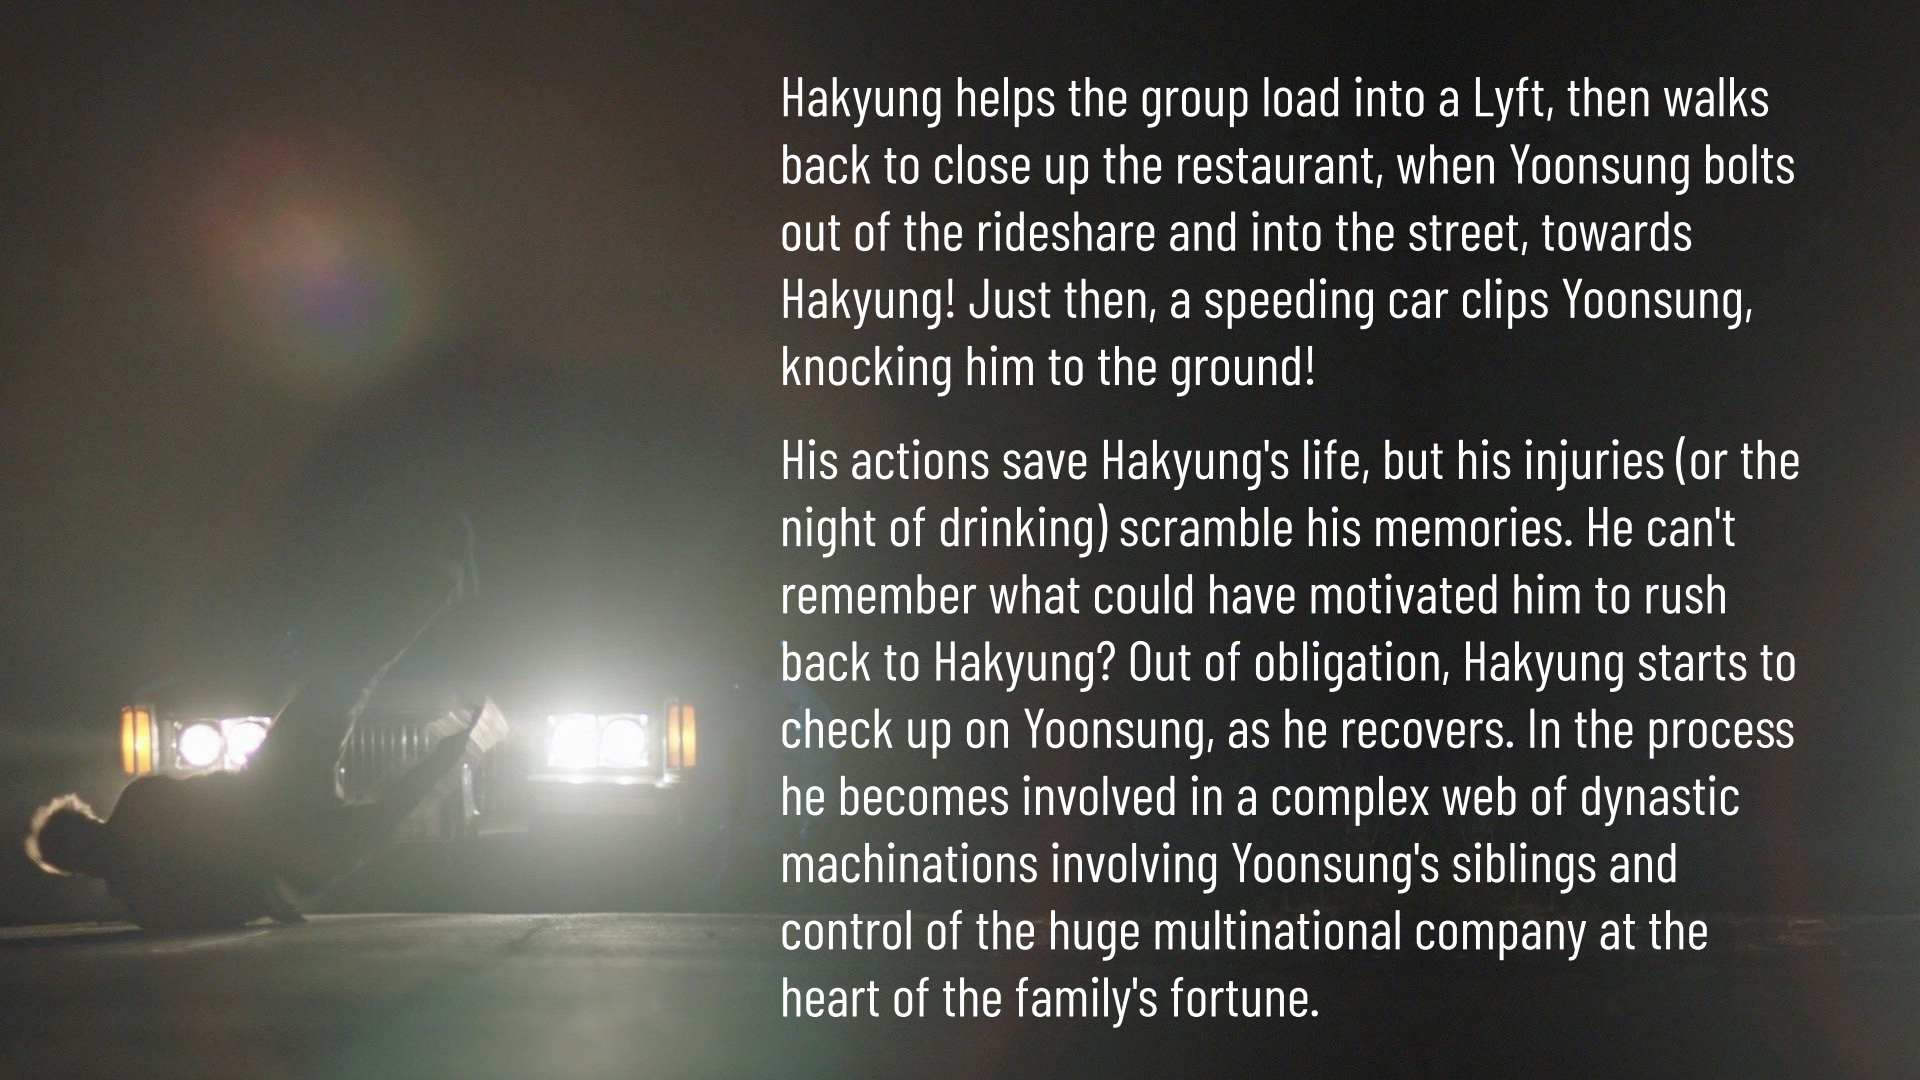 Hakyung helps the group load into a Lyft, then walks
back to close up the restaurant, when Yoonsung bolts
out of the rideshare and into the street, towards
Hakyung! Just then, a speeding car clips Yoonsung,
knocking him to the ground!
His actions save Hakyung's life, but his injuries (or the
night of drinking) scramble his memories. He can't
remember what could have motivated him to rush
back to Hakyung? Out of obligation, Hakyung starts to
check up on Yoonsung, as he recovers. In the process
he becomes involved in a complex web of dynastic
machinations involving Yoonsung's siblings and
control of the huge multinational company at the
heart of the family's fortune.